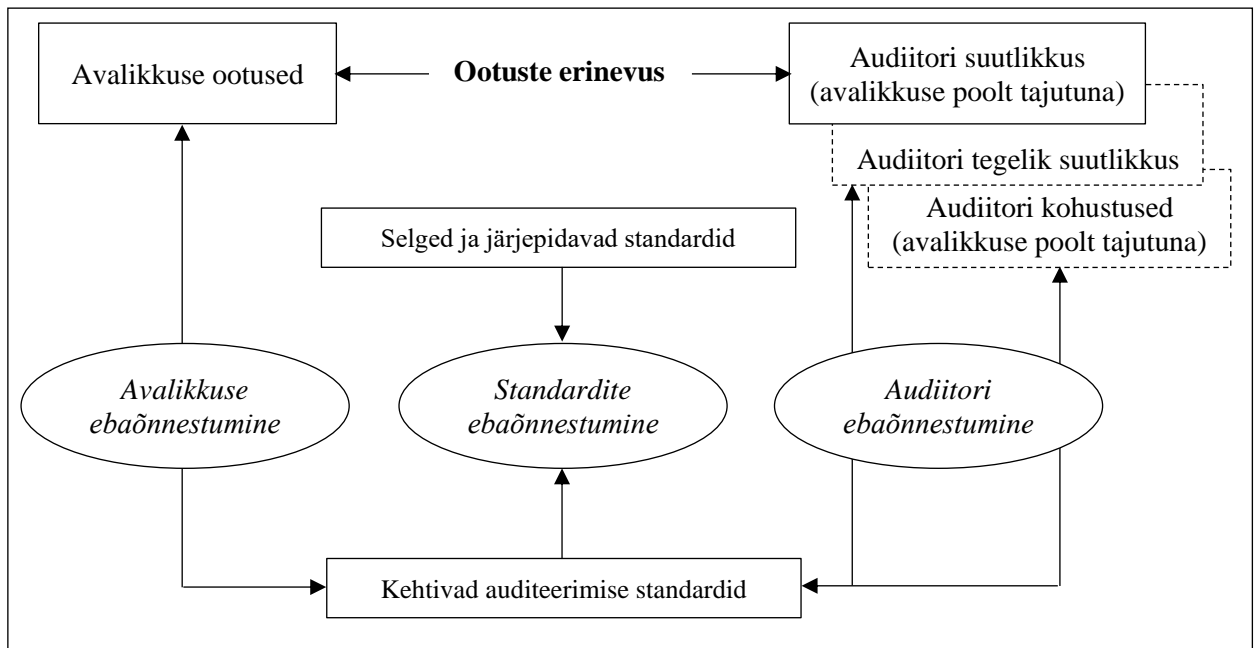 Avalikkuse ootused
Ootuste erinevus
Audiitori suutlikkus
(avalikkuse poolt tajutuna)
Audiitori tegelik suutlikkus
Audiitori kohustused
(avalikkuse poolt tajutuna)
Selged ja järjepidavad standardid
Avalikkuse
ebaõnnestumine
Standardite
ebaõnnestumine
Audiitori
ebaõnnestumine
Kehtivad auditeerimise standardid